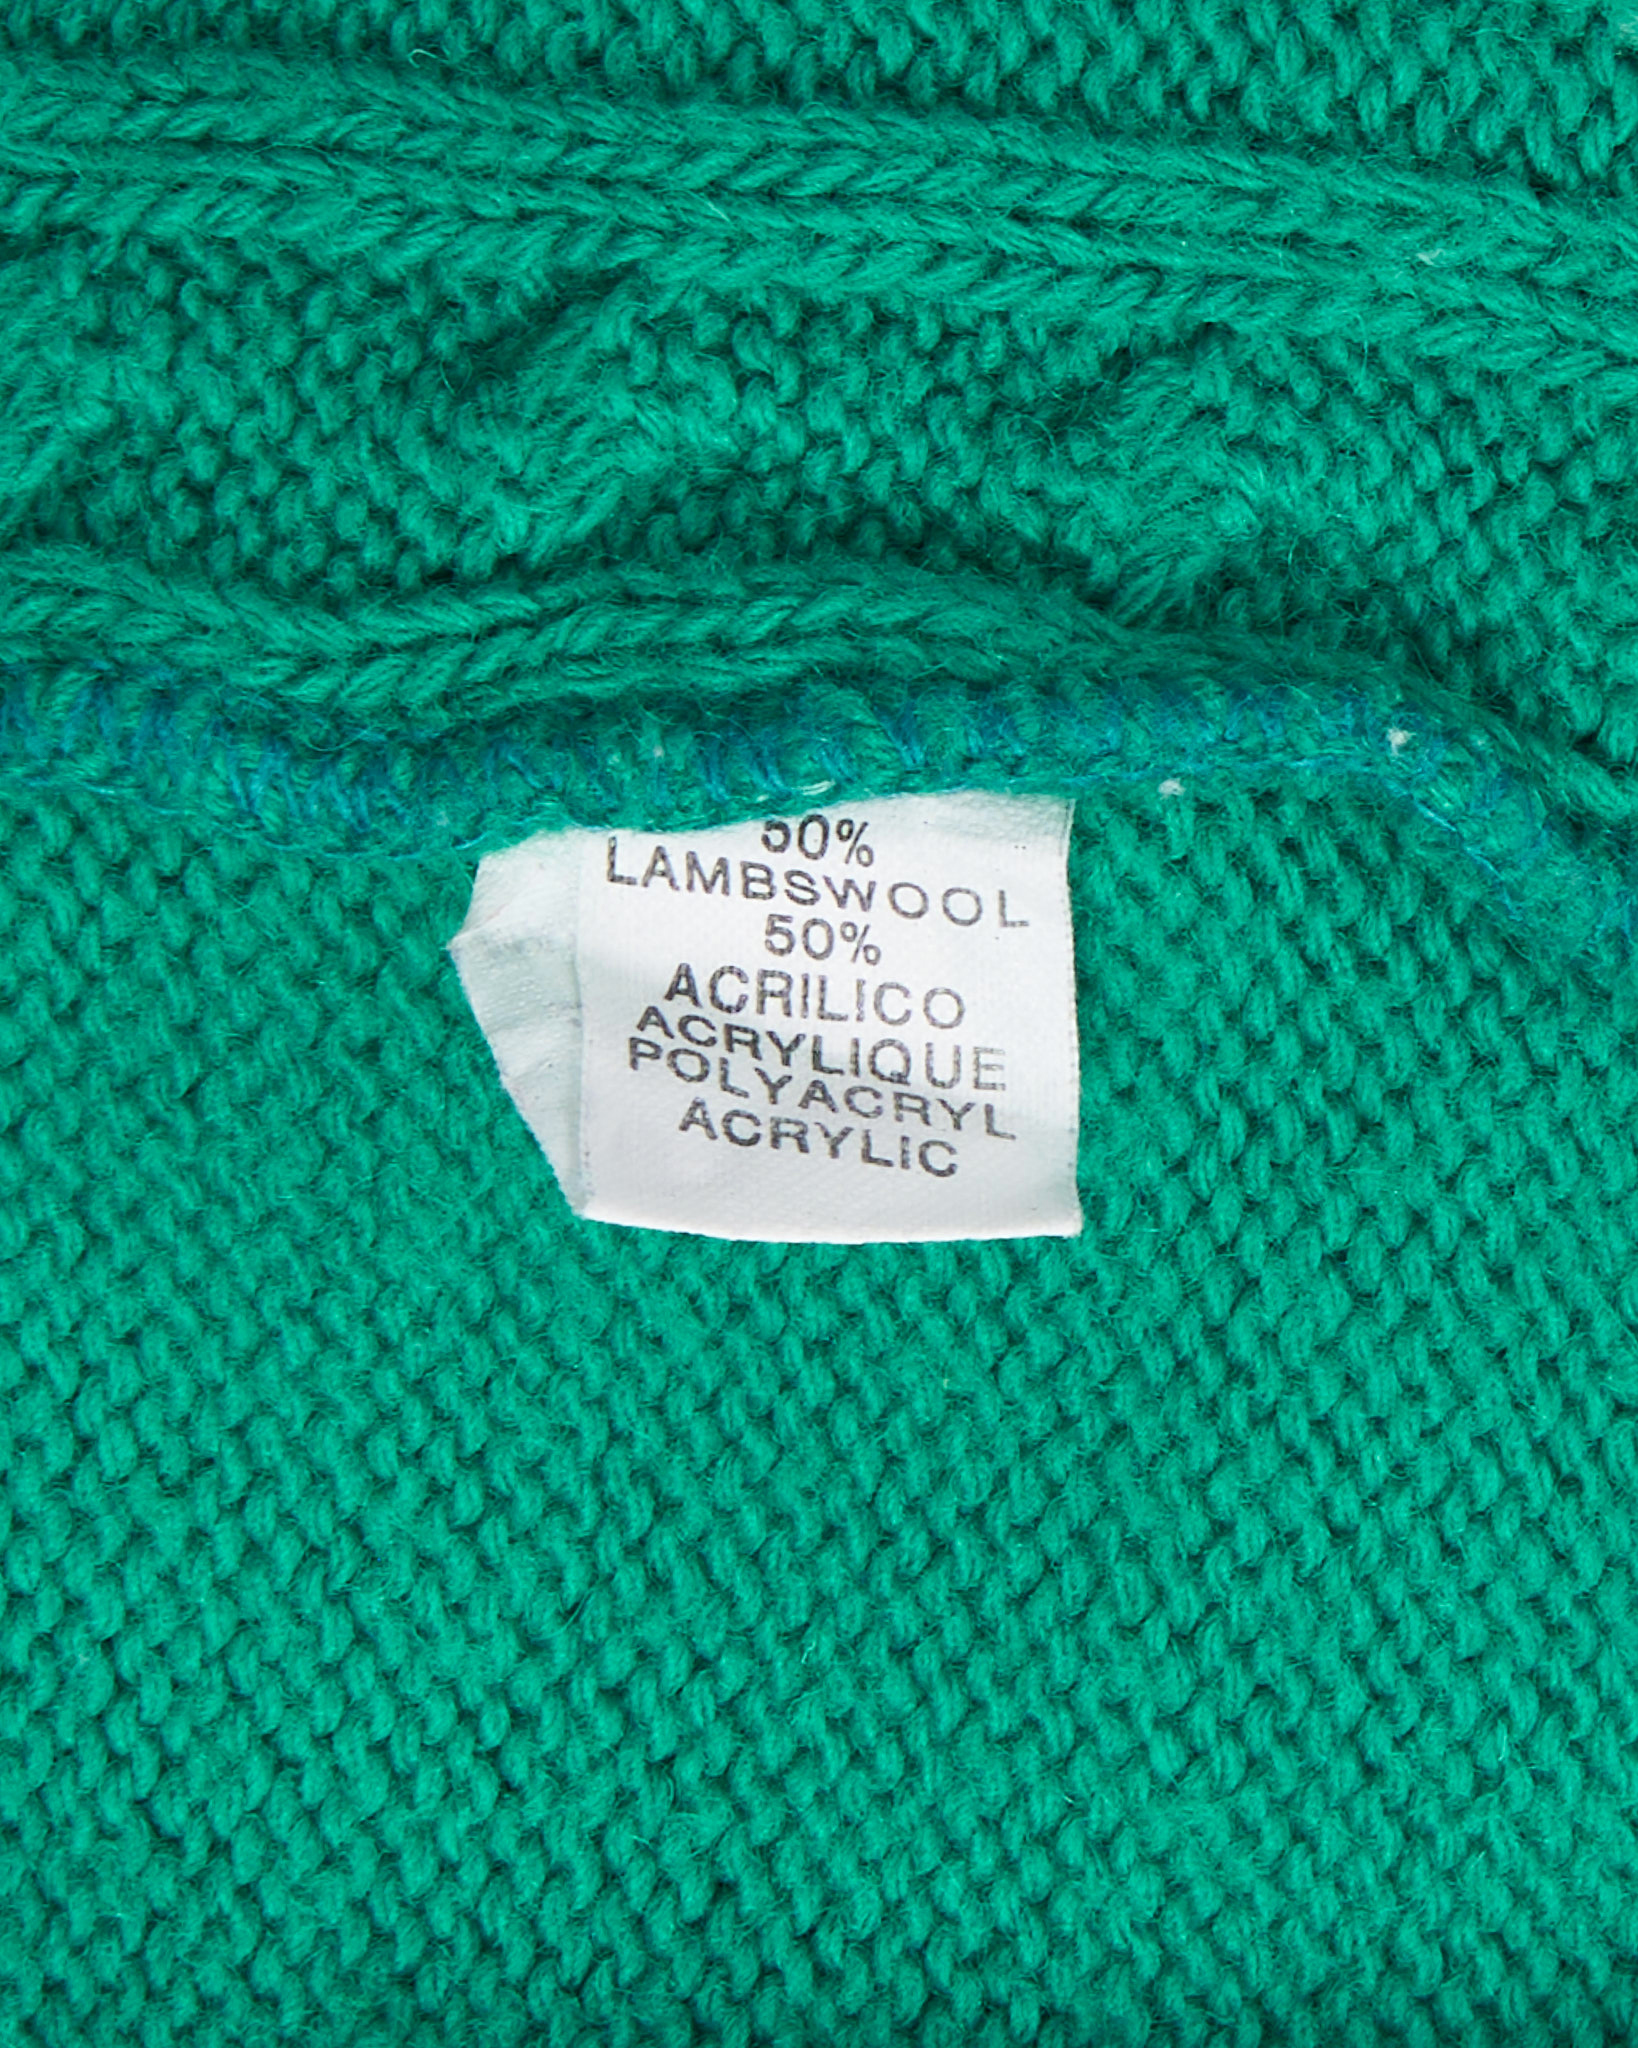 50%
LAMBSWOOL
50%
ACRILICO
ACRYLIQUE
POLYACRYL
ACRYLIC